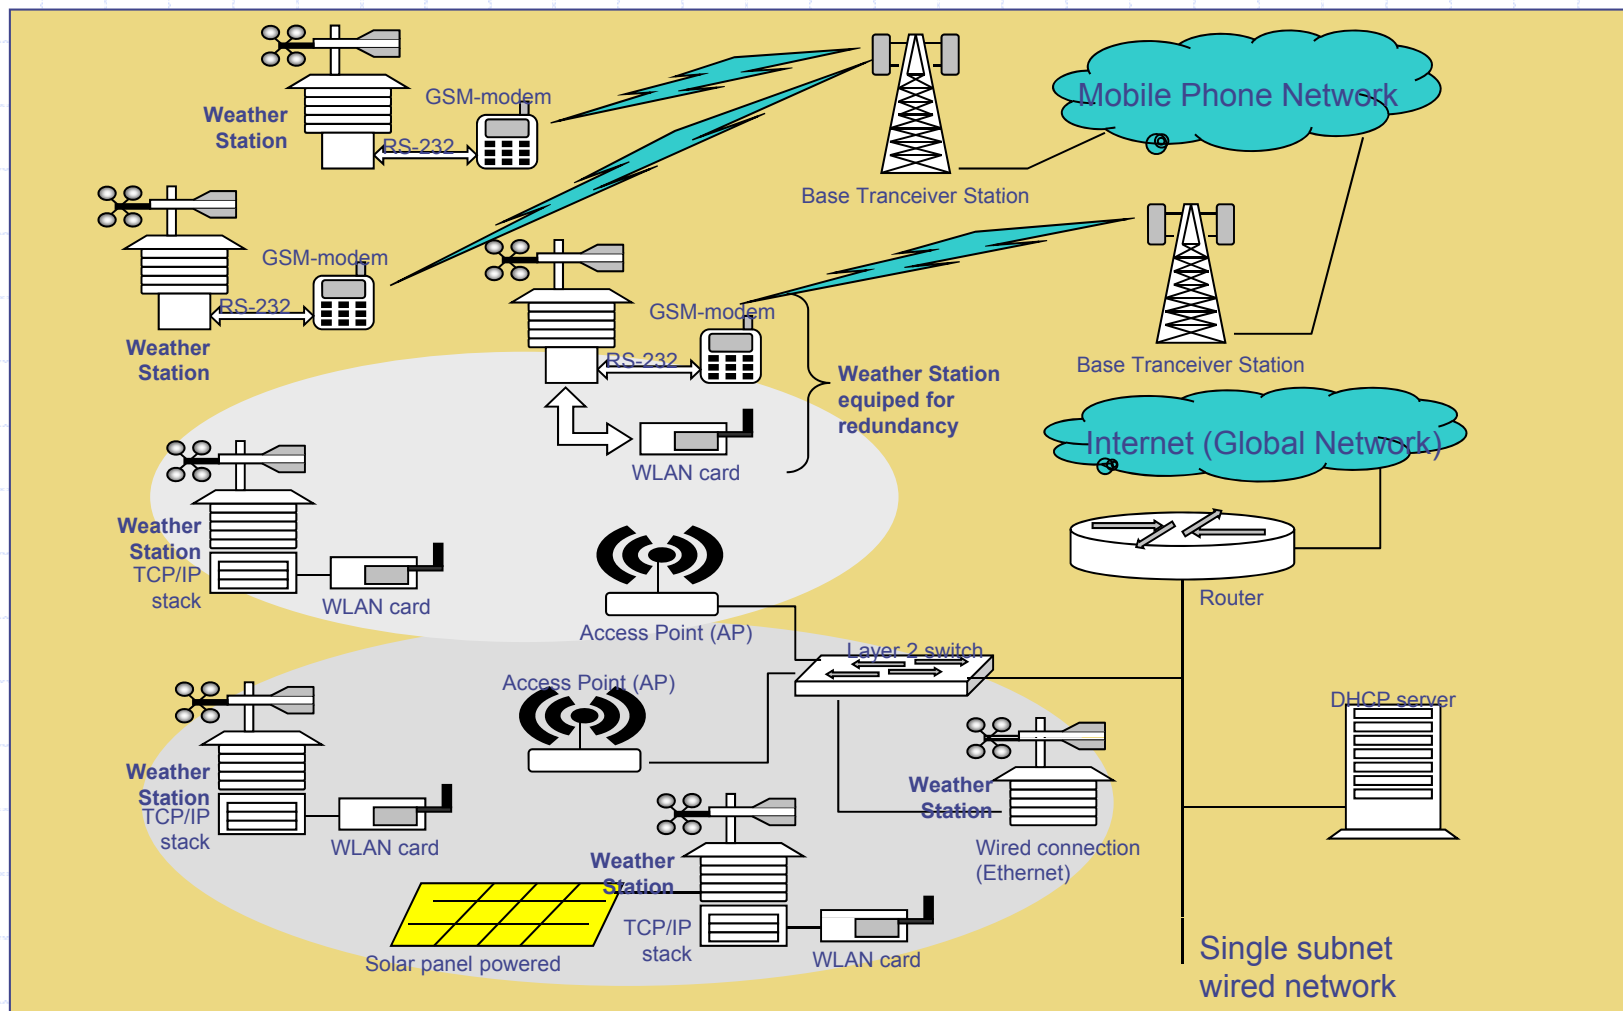 Mobile Phone Network
GSM-modem
Weather
Station
RS-232
Base Tranceiver Station
GSM-modem
RS-232
Weather
Station
GSM-modem
RS-232
Base Tranceiver Station
Weather Station
equiped for
redundancy
WLAN card
Internet (Global Network)
Weather
Station
TCP/IP
stack
WLAN card
Access Point (AP)
Router
Layer 2 switch
Access Point (AP)
DHCP server
Weather
Station
TCP/IP
stack
WLAN card
Weather
Station
Wired connection
(Ethernet)
Weather
Station
TCP/IP
stack
WLAN card
Solar panel powered
Single subnet
wired network